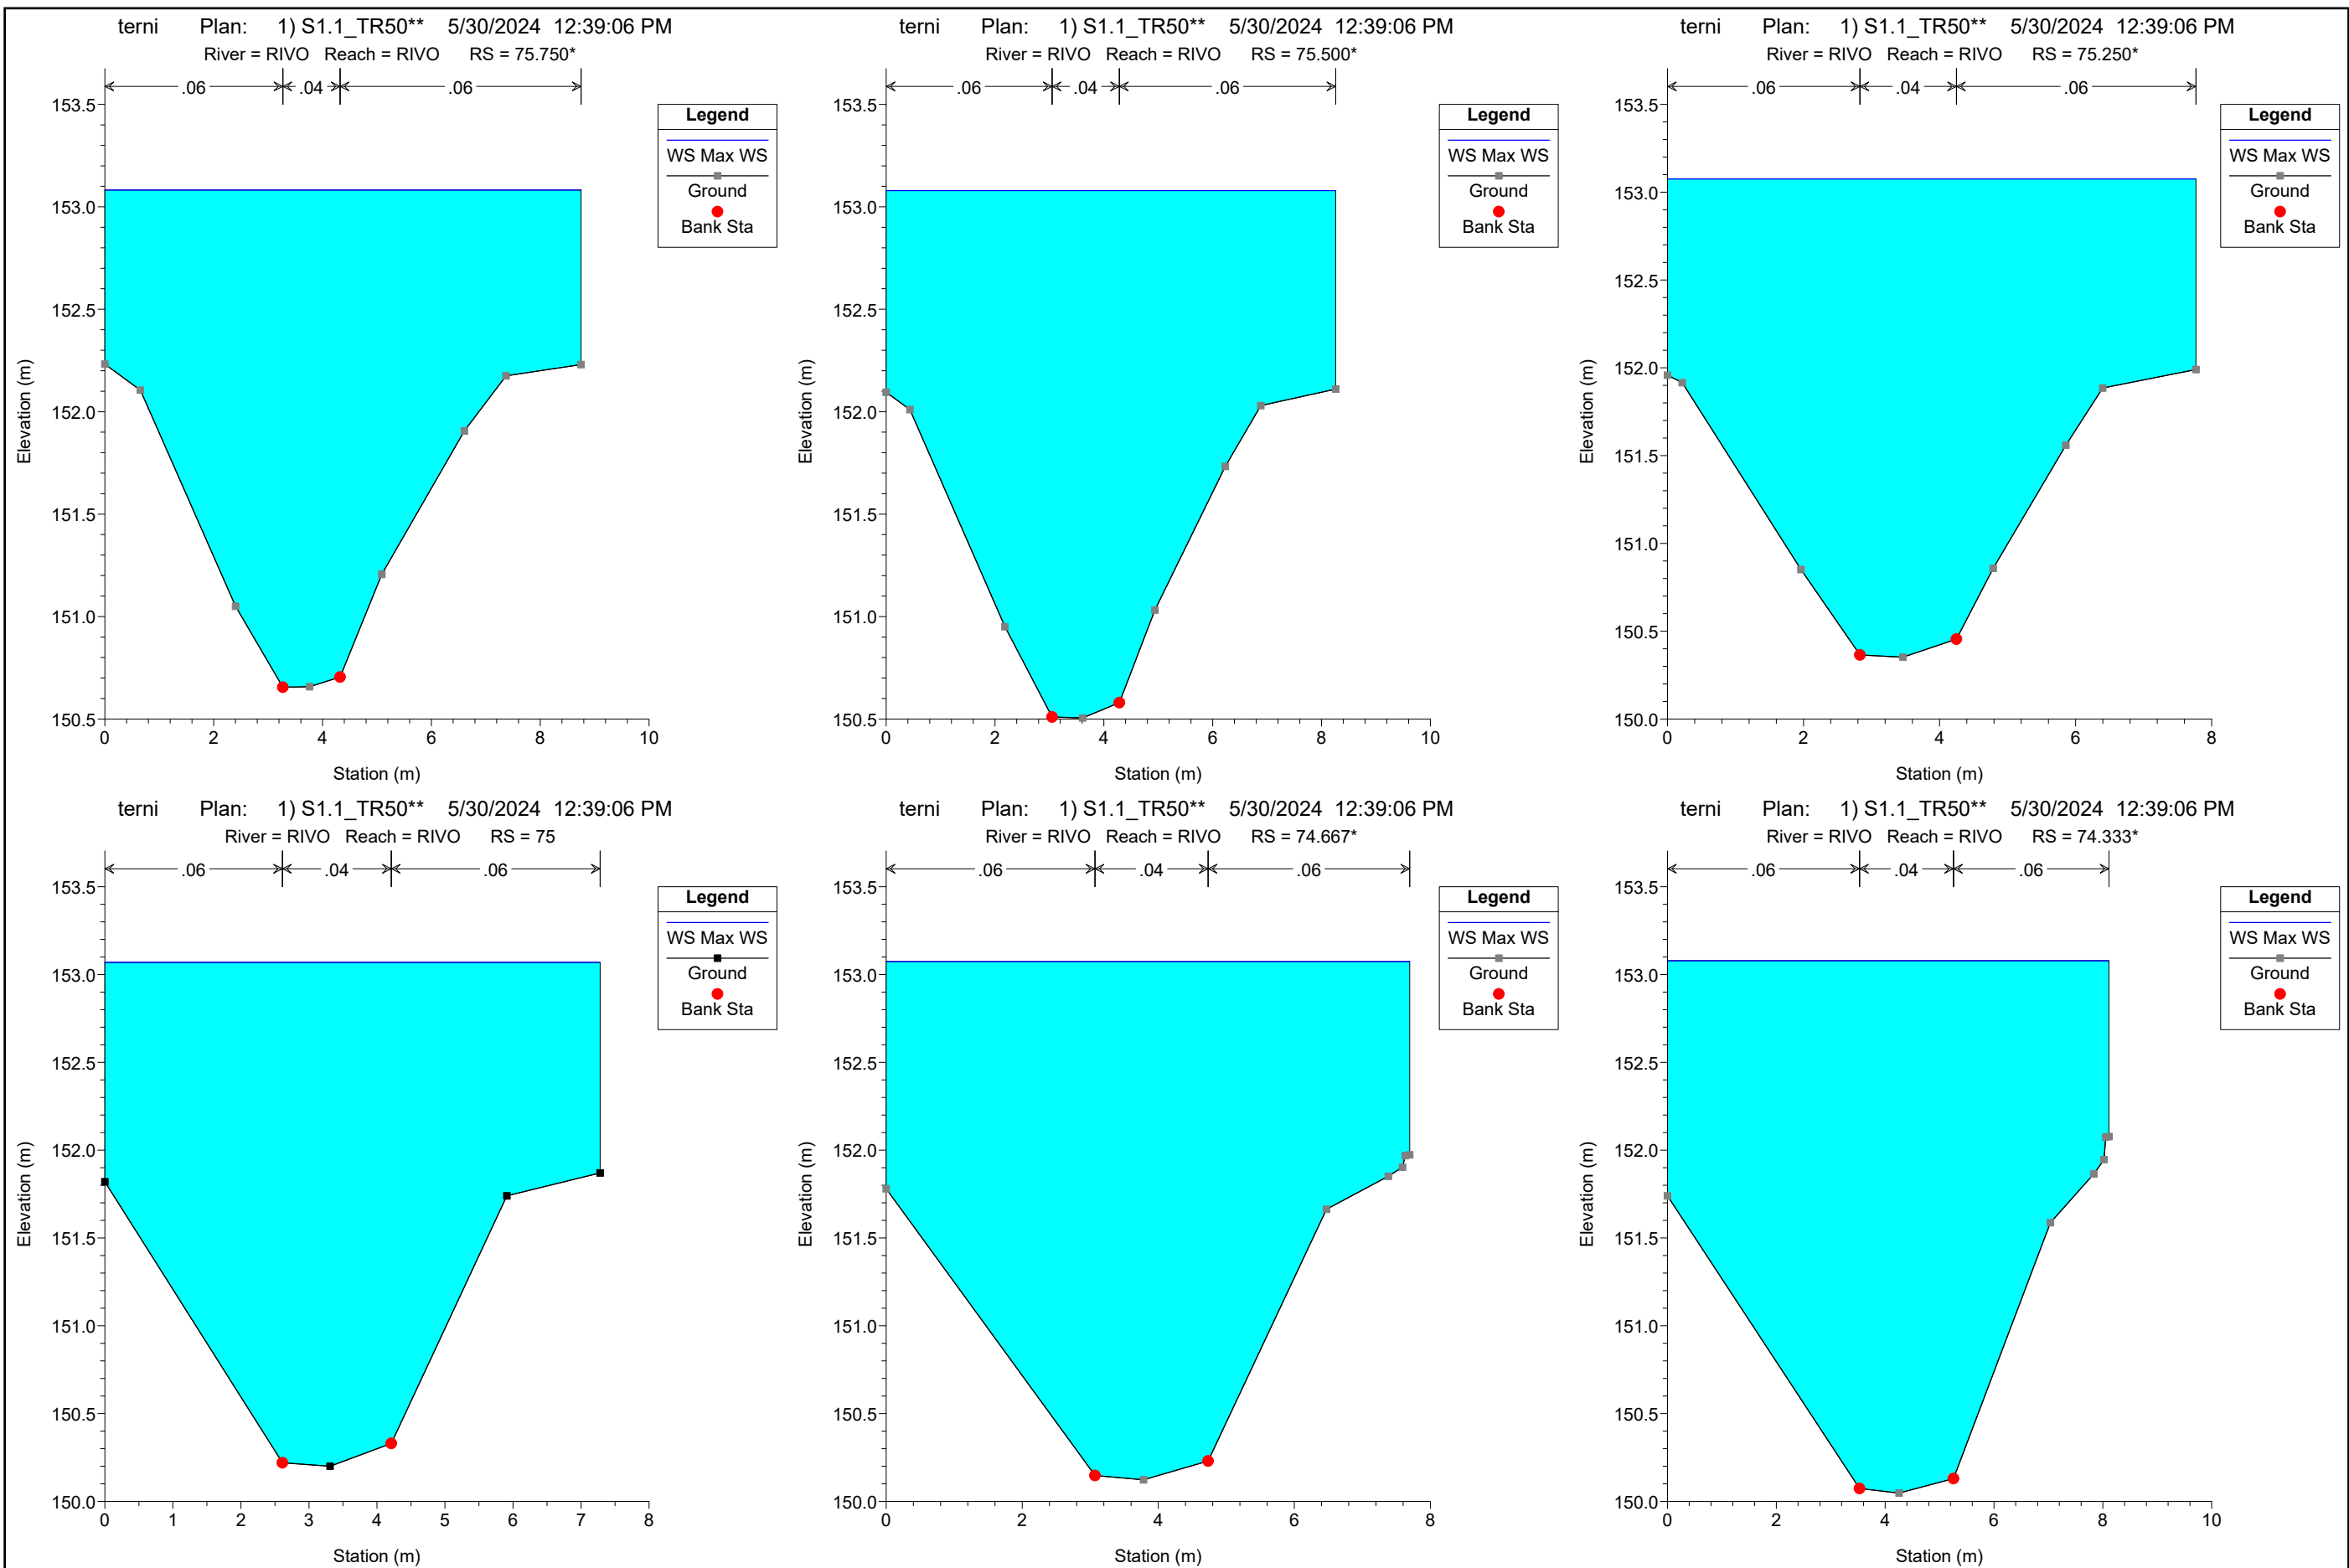 terni Plan: 1) S1.1_TR50** 5/30/2024 12:39:06 PM
River = RIVO Reach = RIVO RS = 75.750*
.06 .04 .06
153.5
153.0
152.5
152.0
151.5
151.0
150.5
Elevation (m)
0 2 4 6 8 10
Station (m)
Legend
WS Max WS
Ground
Bank Sta
terni Plan: 1) S1.1_TR50** 5/30/2024 12:39:06 PM
River = RIVO Reach = RIVO RS = 75.500*
.06 .04 .06
153.5
153.0
152.5
152.0
151.5
151.0
150.5
Elevation (m)
0 2 4 6 8 10
Station (m)
Legend
WS Max WS
Ground
Bank Sta
terni Plan: 1) S1.1_TR50** 5/30/2024 12:39:06 PM
River = RIVO Reach = RIVO RS = 75.250*
.06 .04 .06
153.5
153.0
152.5
152.0
151.5
151.0
150.5
150.0
Elevation (m)
0 2 4 6 8
Station (m)
Legend
WS Max WS
Ground
Bank Sta
terni Plan: 1) S1.1_TR50** 5/30/2024 12:39:06 PM
River = RIVO Reach = RIVO RS = 75
.06 .04 .06
153.5
153.0
152.5
152.0
151.5
151.0
150.5
150.0
Elevation (m)
0 1 2 3 4 5 6 7 8
Station (m)
Legend
WS Max WS
Ground
Bank Sta
terni Plan: 1) S1.1_TR50** 5/30/2024 12:39:06 PM
River = RIVO Reach = RIVO RS = 74.667*
.06 .04 .06
153.5
153.0
152.5
152.0
151.5
151.0
150.5
150.0
Elevation (m)
0 2 4 6 8
Station (m)
Legend
WS Max WS
Ground
Bank Sta
terni Plan: 1) S1.1_TR50** 5/30/2024 12:39:06 PM
River = RIVO Reach = RIVO RS = 74.333*
.06 .04 .06
153.5
153.0
152.5
152.0
151.5
151.0
150.5
150.0
Elevation (m)
0 2 4 6 8 10
Station (m)
Legend
WS Max WS
Ground
Bank Sta